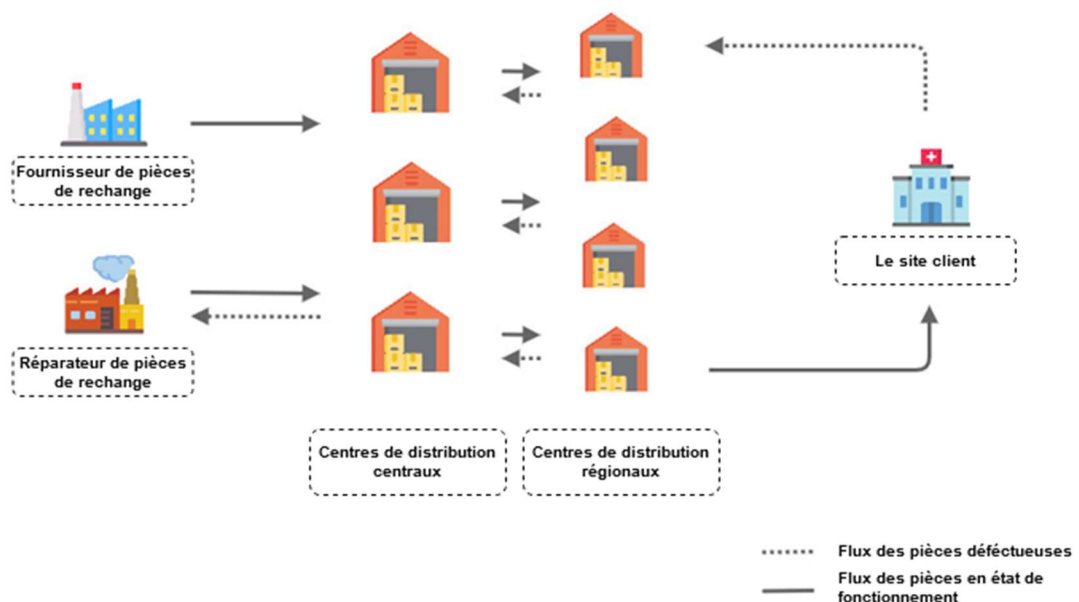 Fournisseur de pièces
de rechange
Le site client
Réparateur de pièces
de rechange
Centres de distribution
centraux
Centres de distribution
régionaux
Flux des pièces déféctueuses
Flux des pièces en état de
fonctionnement